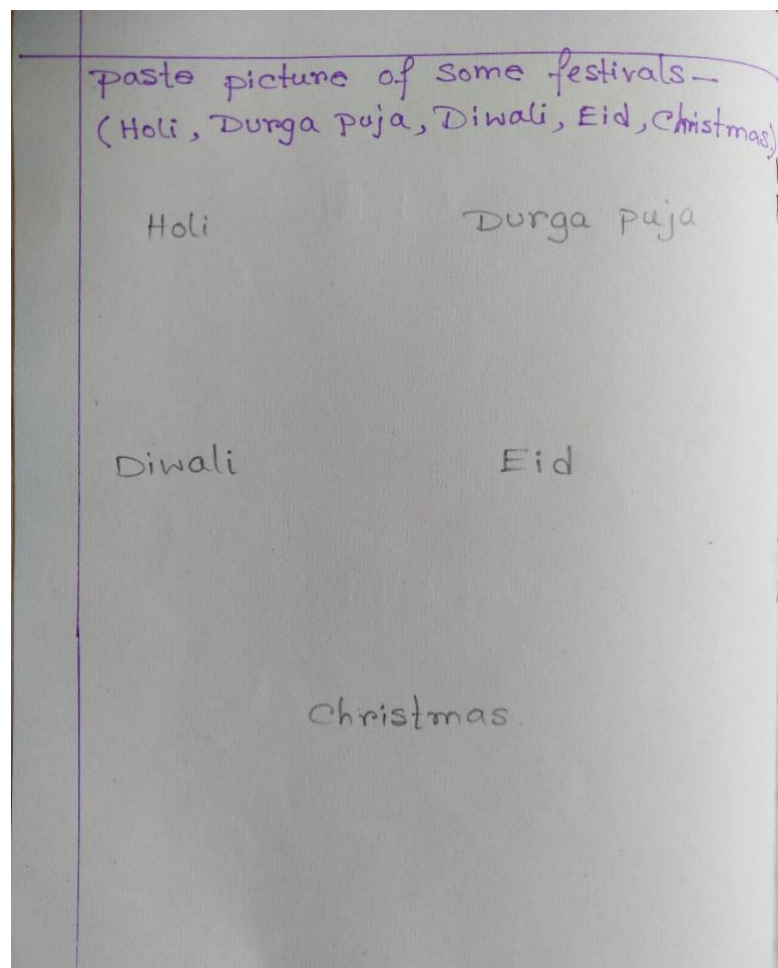 paste picture of some festivals-
(Holi, Durga puja, Diwali, Eid, Christmas)
Holi Durga puja
Diwali Eid
Christmas